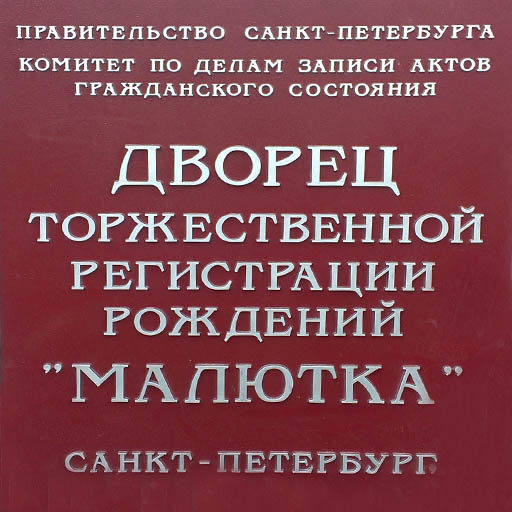 ПРАВИТЕЛЬСТВО САНКТ-ПЕТЕРБУРГА
КОМИТЕТ ПО ДЕЛАМ ЗАПИСИ АКТОВ
ГРАЖДАНСКОГО СОСТОЯНИЯ
ДВОРЕЦ
ТОРЖЕСТВЕННОЙ
РЕГИСТРАЦИИ
РОЖДЕНИЙ
"МАЛЮТКА"
САНКТ-ПЕТЕРБУРГ